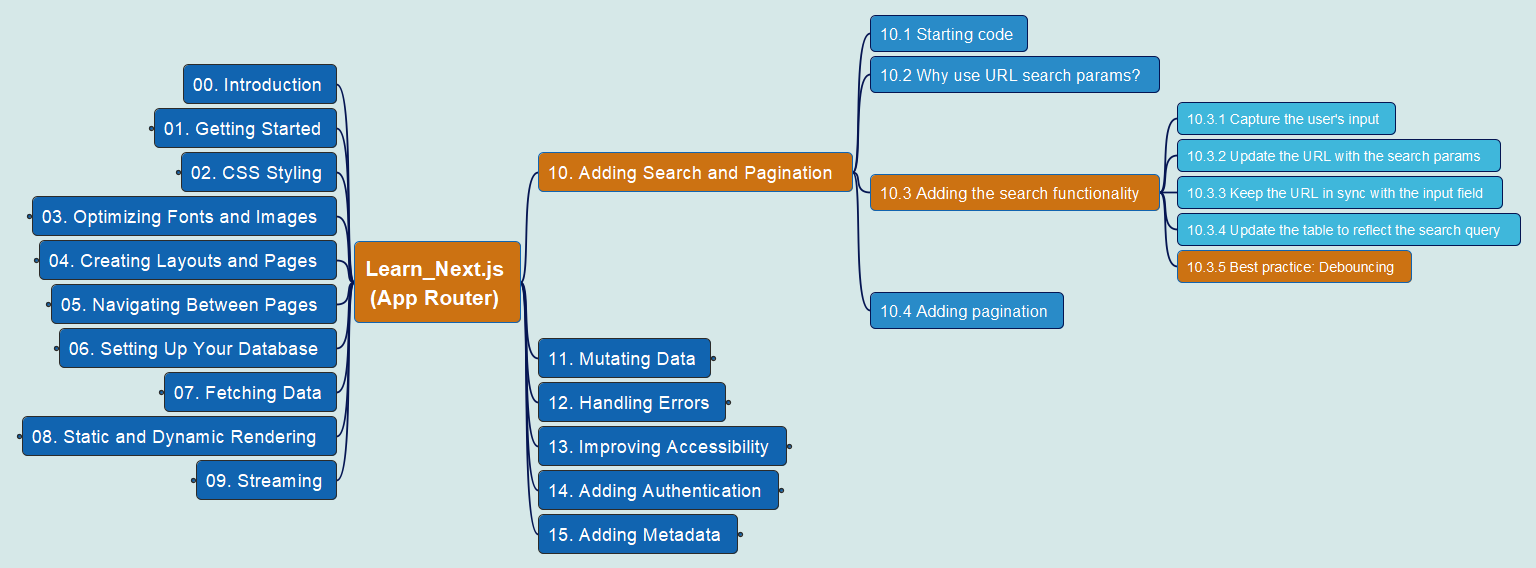 Learn_Next.js
(App Router)
00. Introduction
01. Getting Started
02. CSS Styling
03. Optimizing Fonts and Images
04. Creating Layouts and Pages
05. Navigating Between Pages
06. Setting Up Your Database
07. Fetching Data
08. Static and Dynamic Rendering
09. Streaming
10. Adding Search and Pagination
10.1 Starting code
10.2 Why use URL search params?
10.3 Adding the search functionality
10.3.1 Capture the user's input
10.3.2 Update the URL with the search params
10.3.3 Keep the URL in sync with the input field
10.3.4 Update the table to reflect the search query
10.3.5 Best practice: Debouncing
10.4 Adding pagination
11. Mutating Data
12. Handling Errors
13. Improving Accessibility
14. Adding Authentication
15. Adding Metadata